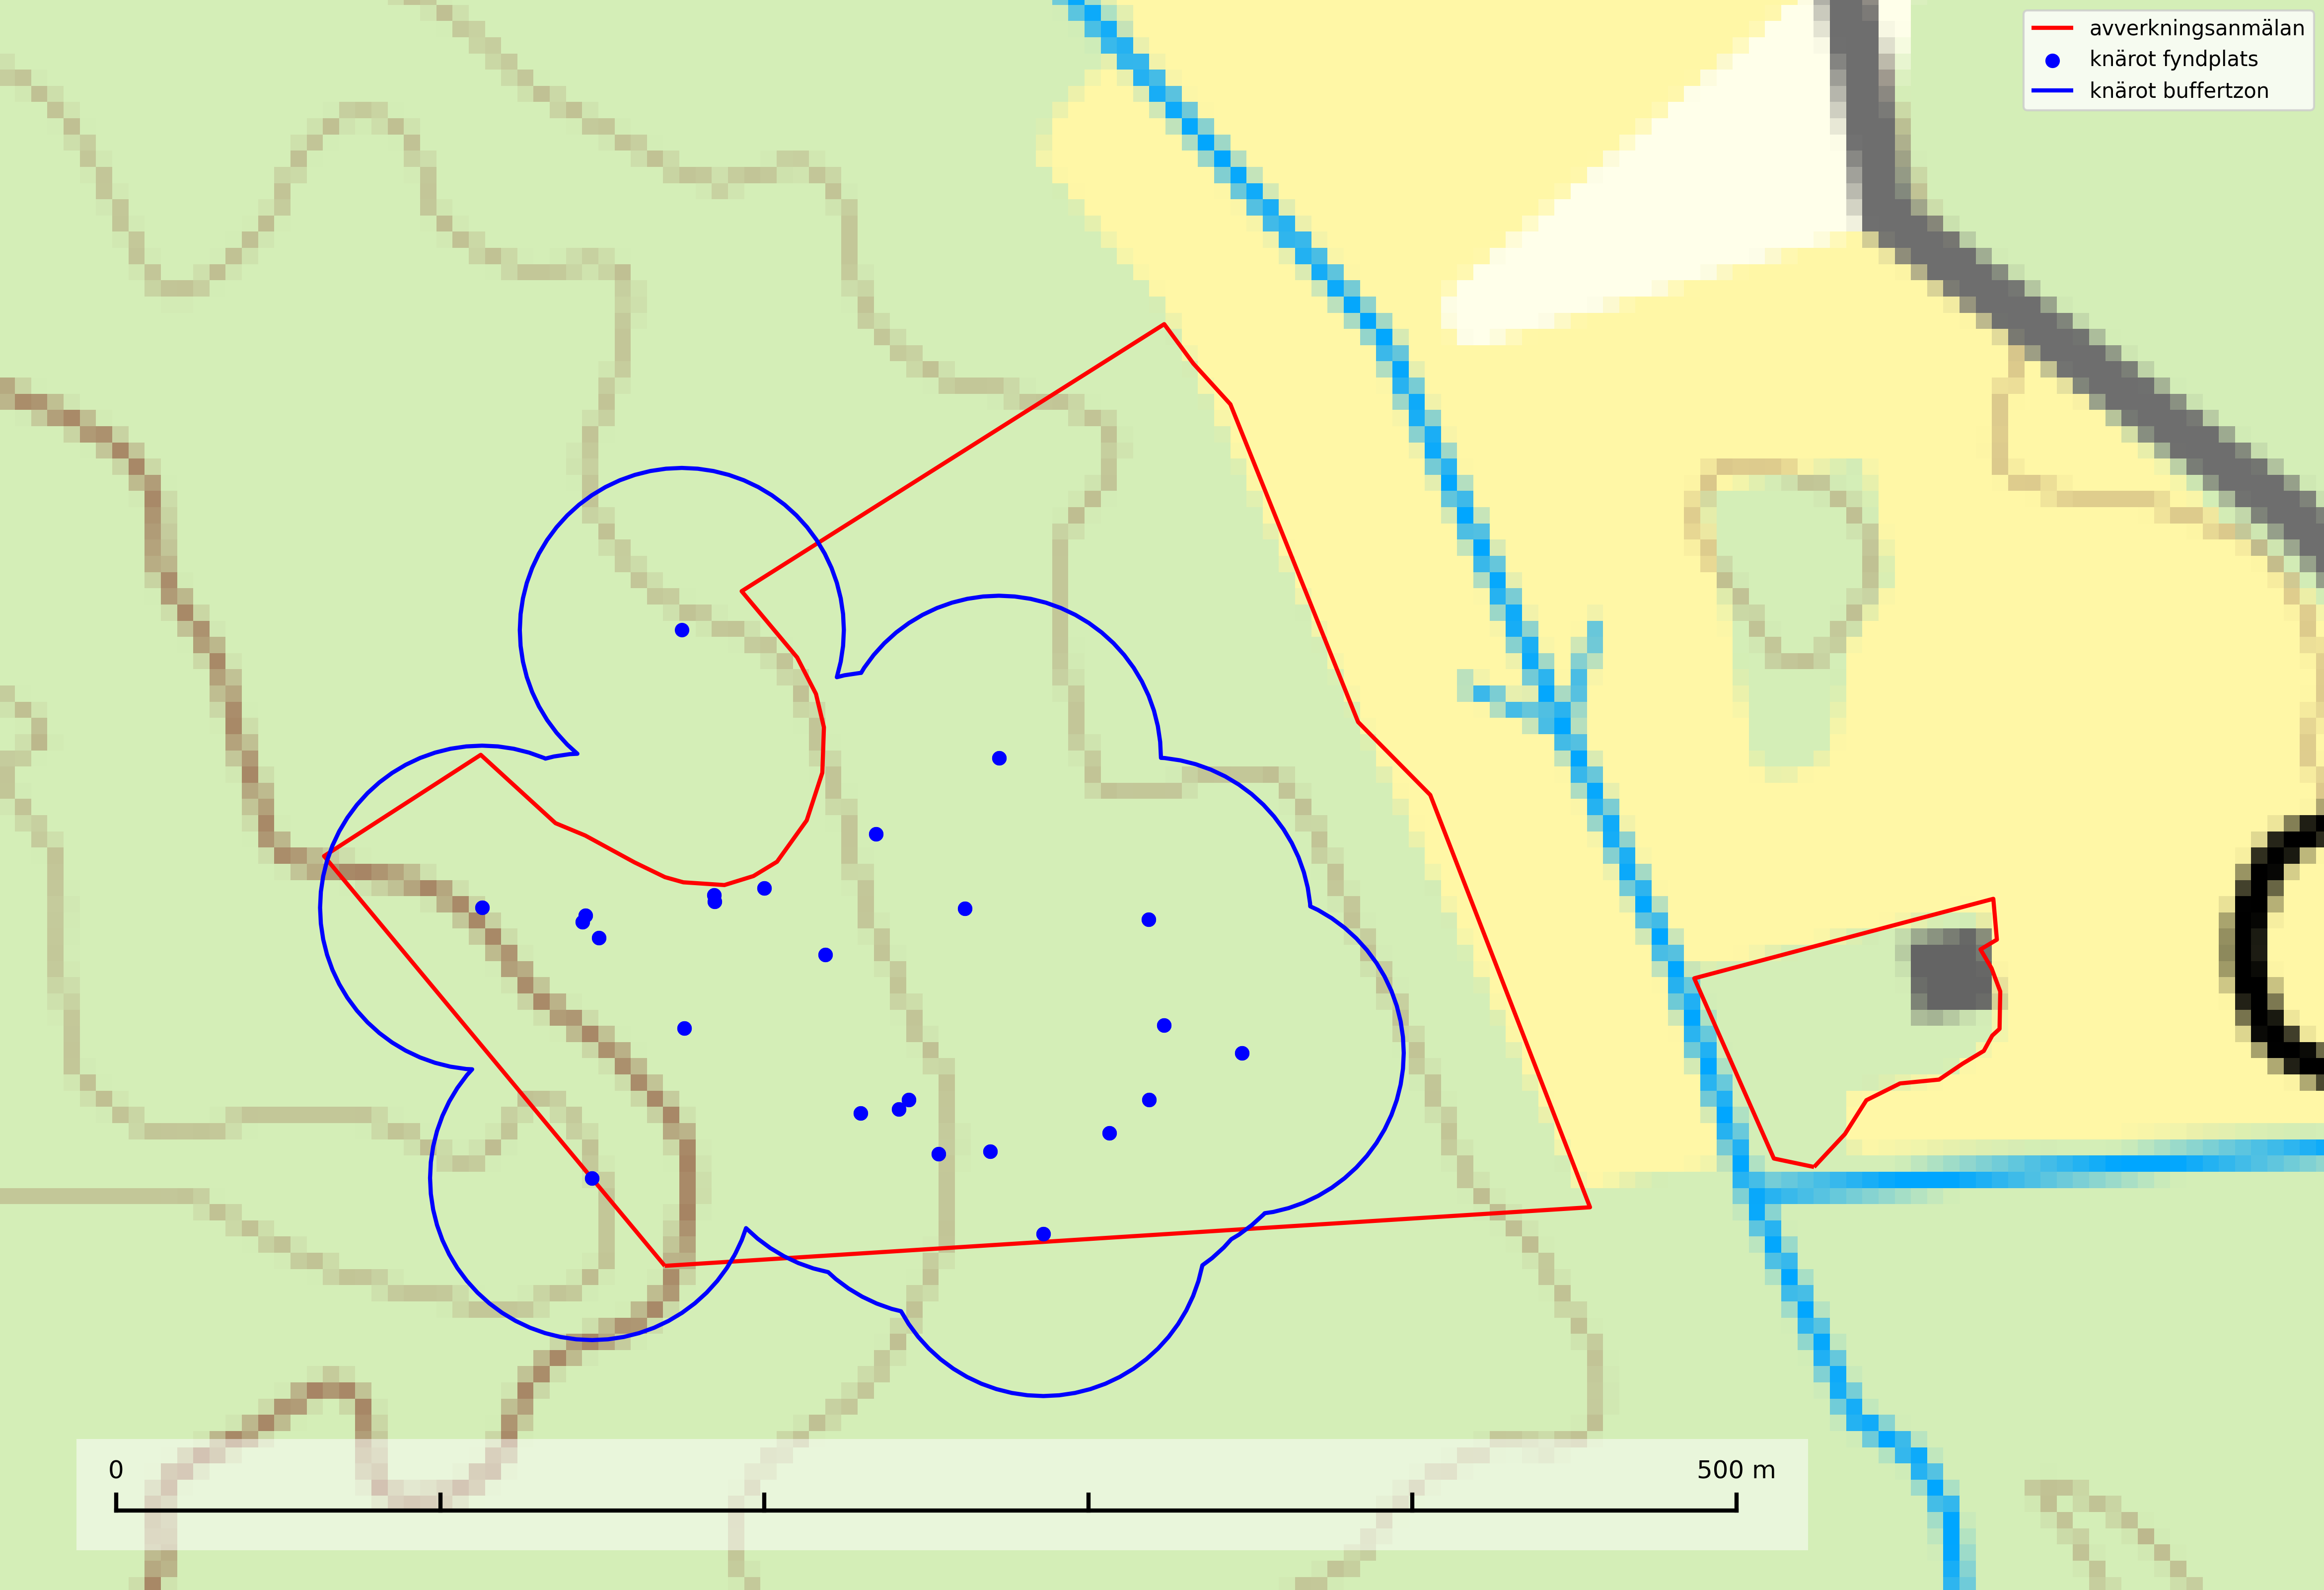 avverkningsanmälan
knärot fyndplats
knärot buffertzon
0
500 m